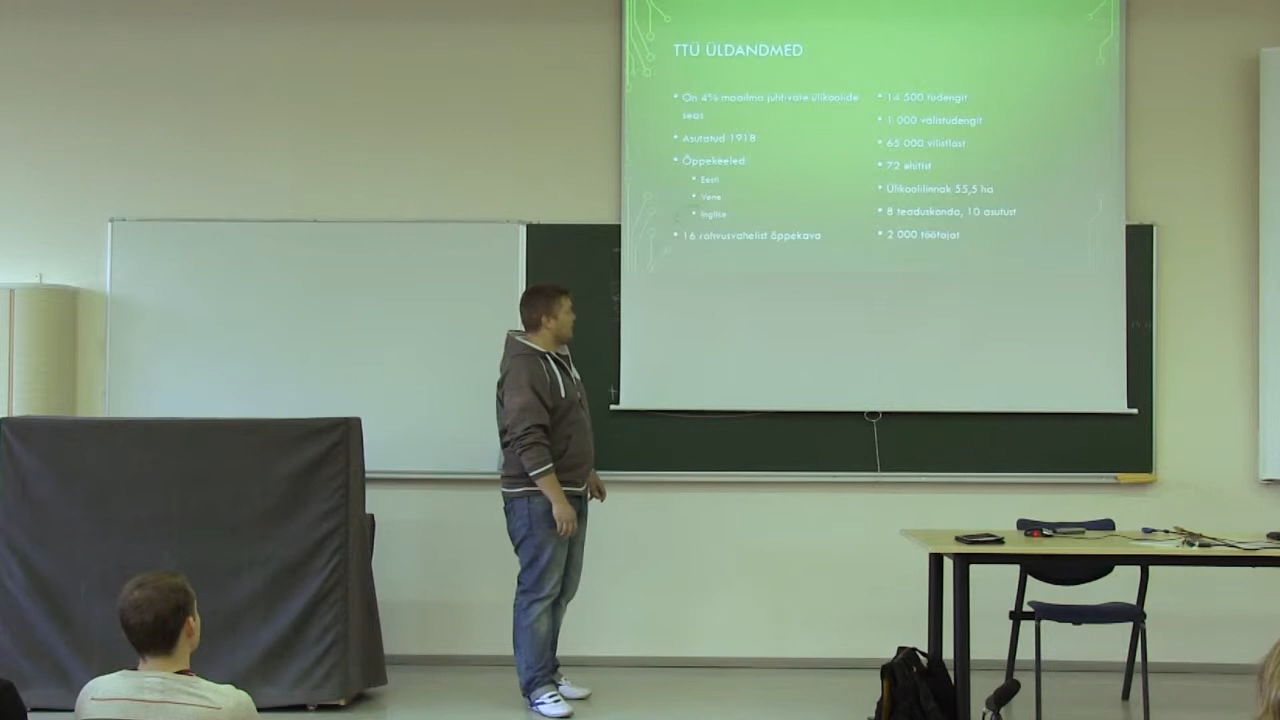 TTÜ ÜLDANDMED
• On 4% maailma juhtivate ülikoolide
seas
• Asutatud 1918
• Õppekeeled:
• Eesti
• Vene
• Inglise
• 16 rahvusvahelist õppekava
• 14 500 tudengit
• 1 000 välistudengit
• 65 000 vilistlast
• 72 ehitist
• Ülikoolilinnak 55,5 ha
• 8 teaduskonda, 10 asutust
• 2 000 töötajat